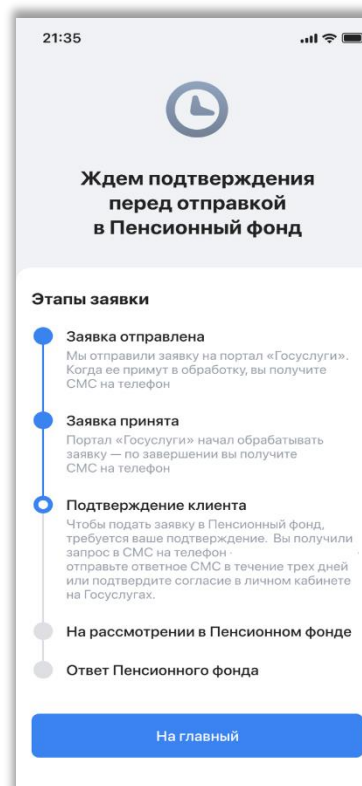 21:35
Ждем подтверждения
перед отправкой
в Пенсионный фонд
Этапы заявки
Заявка отправлена
Мы отправили заявку на портал «Госуслуги».
Когда ее примут в обработку, вы получите
СМС на телефон
Заявка принята
Портал «Госуслуги» начал обрабатывать
заявку — по завершении вы получите
СМС на телефон
Подтверждение клиента
Чтобы подать заявку в Пенсионный фонд,
требуется ваше подтверждение. Вы получили
запрос в СМС на телефон
отправьте ответное СМС в течение трех дней
или подтвердите согласие в личном кабинете
на Госуслугах.
На рассмотрении в Пенсионном фонде
Ответ Пенсионного фонда
На главный